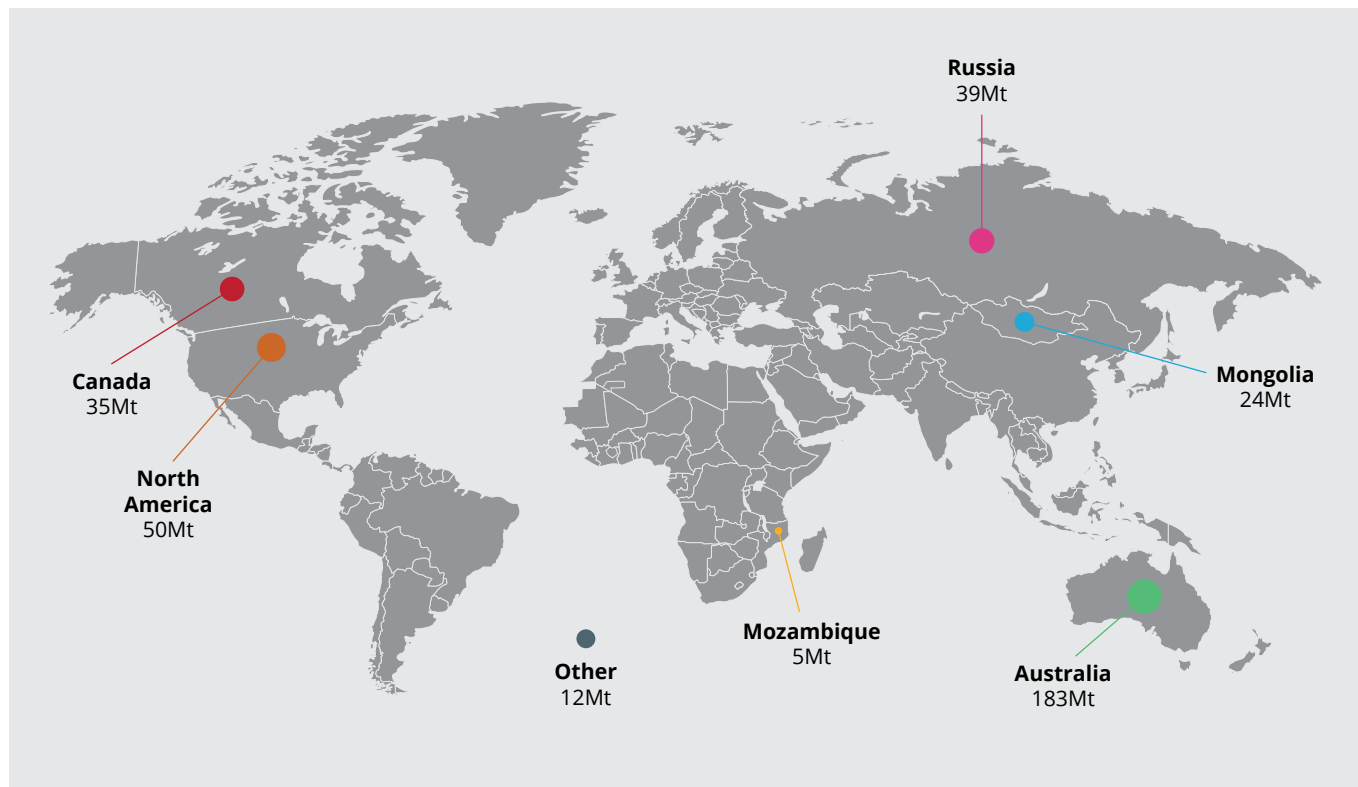 Russia
39Mt
Canada
35Mt
Mongolia
24Mt
North
America
50Mt
Mozambique
5Mt
Other
12Mt
Australia
183Mt